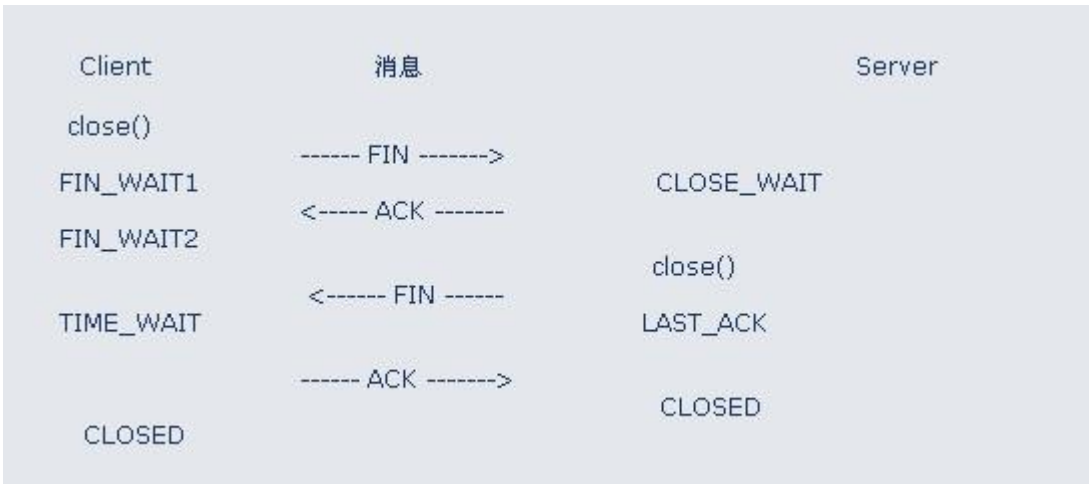 Client 消息 Server
close()
------ FIN ------->
FIN_WAIT1 CLOSE_WAIT
<----- ACK -------
FIN_WAIT2
close()
<------ FIN ------
TIME_WAIT LAST_ACK
------ ACK ------->
CLOSED
CLOSED